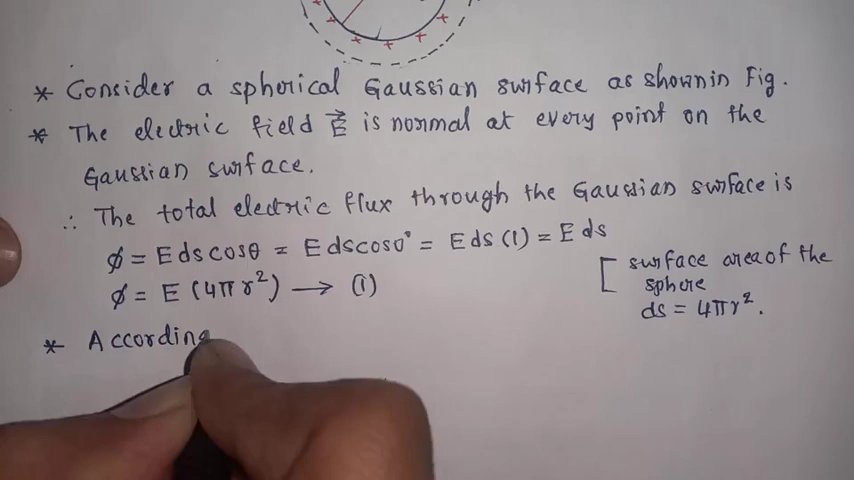 * Consider a spherical Gaussian surface as shown in Fig.
* The electric field E⃗ is normal at every point on the
Gaussian surface.
∴ The total electric flux through the Gaussian surface is
ϕ = E ds cosθ = E ds cos0° = E ds (1) = E ds
ϕ = E (4πr²) → (1)
[ surface area of the
sphere
ds = 4πr².
* According